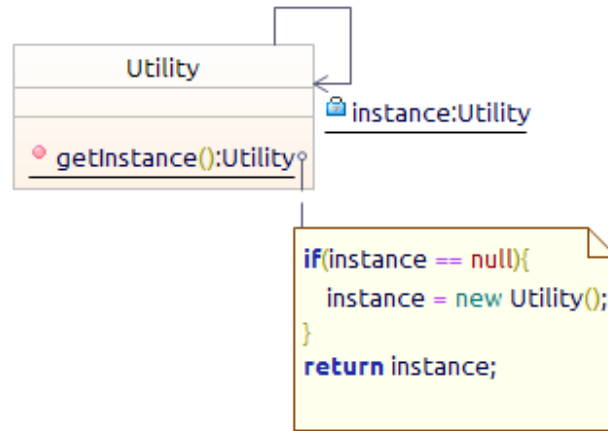 Utility
instance:Utility
getInstance():Utility
if(instance == null){
instance = new Utility();
}
return instance;